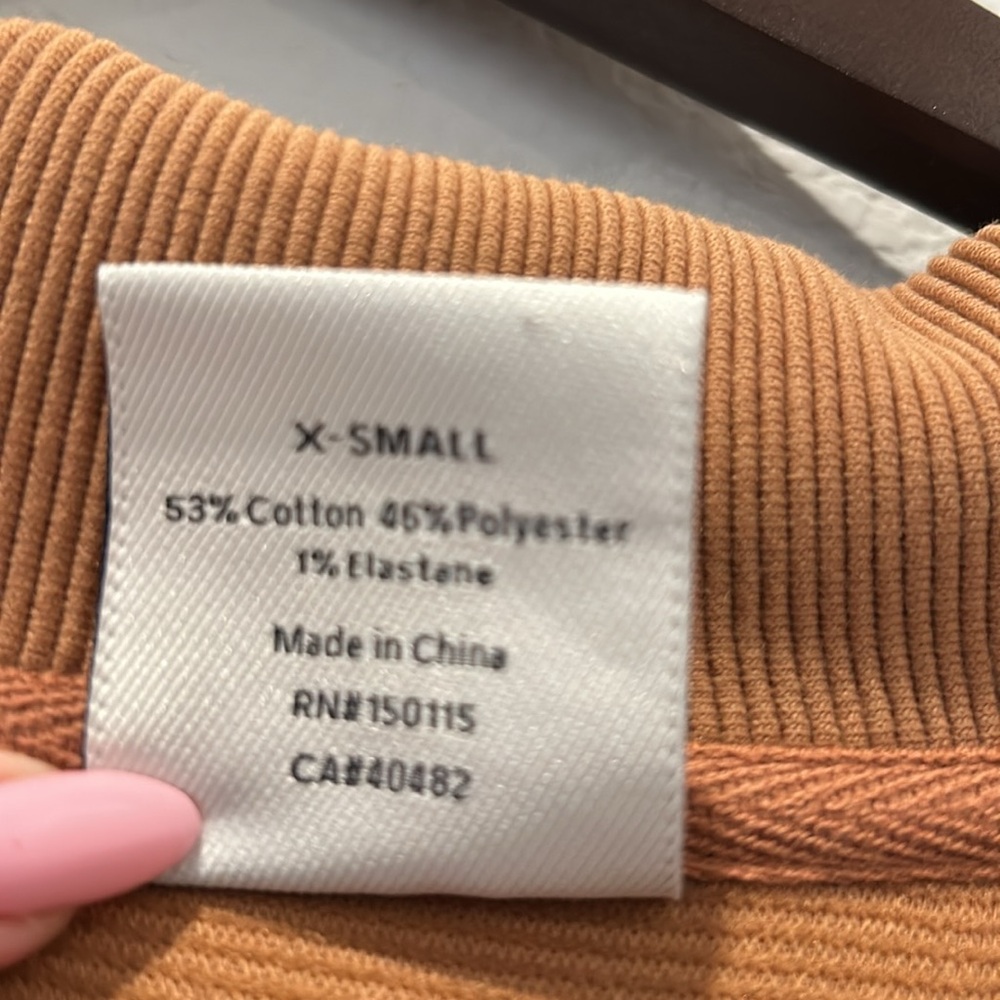 X-SMALL
53% Cotton 46% Polyester
1% Elastane
Made in China
RN#150115
CA#40482